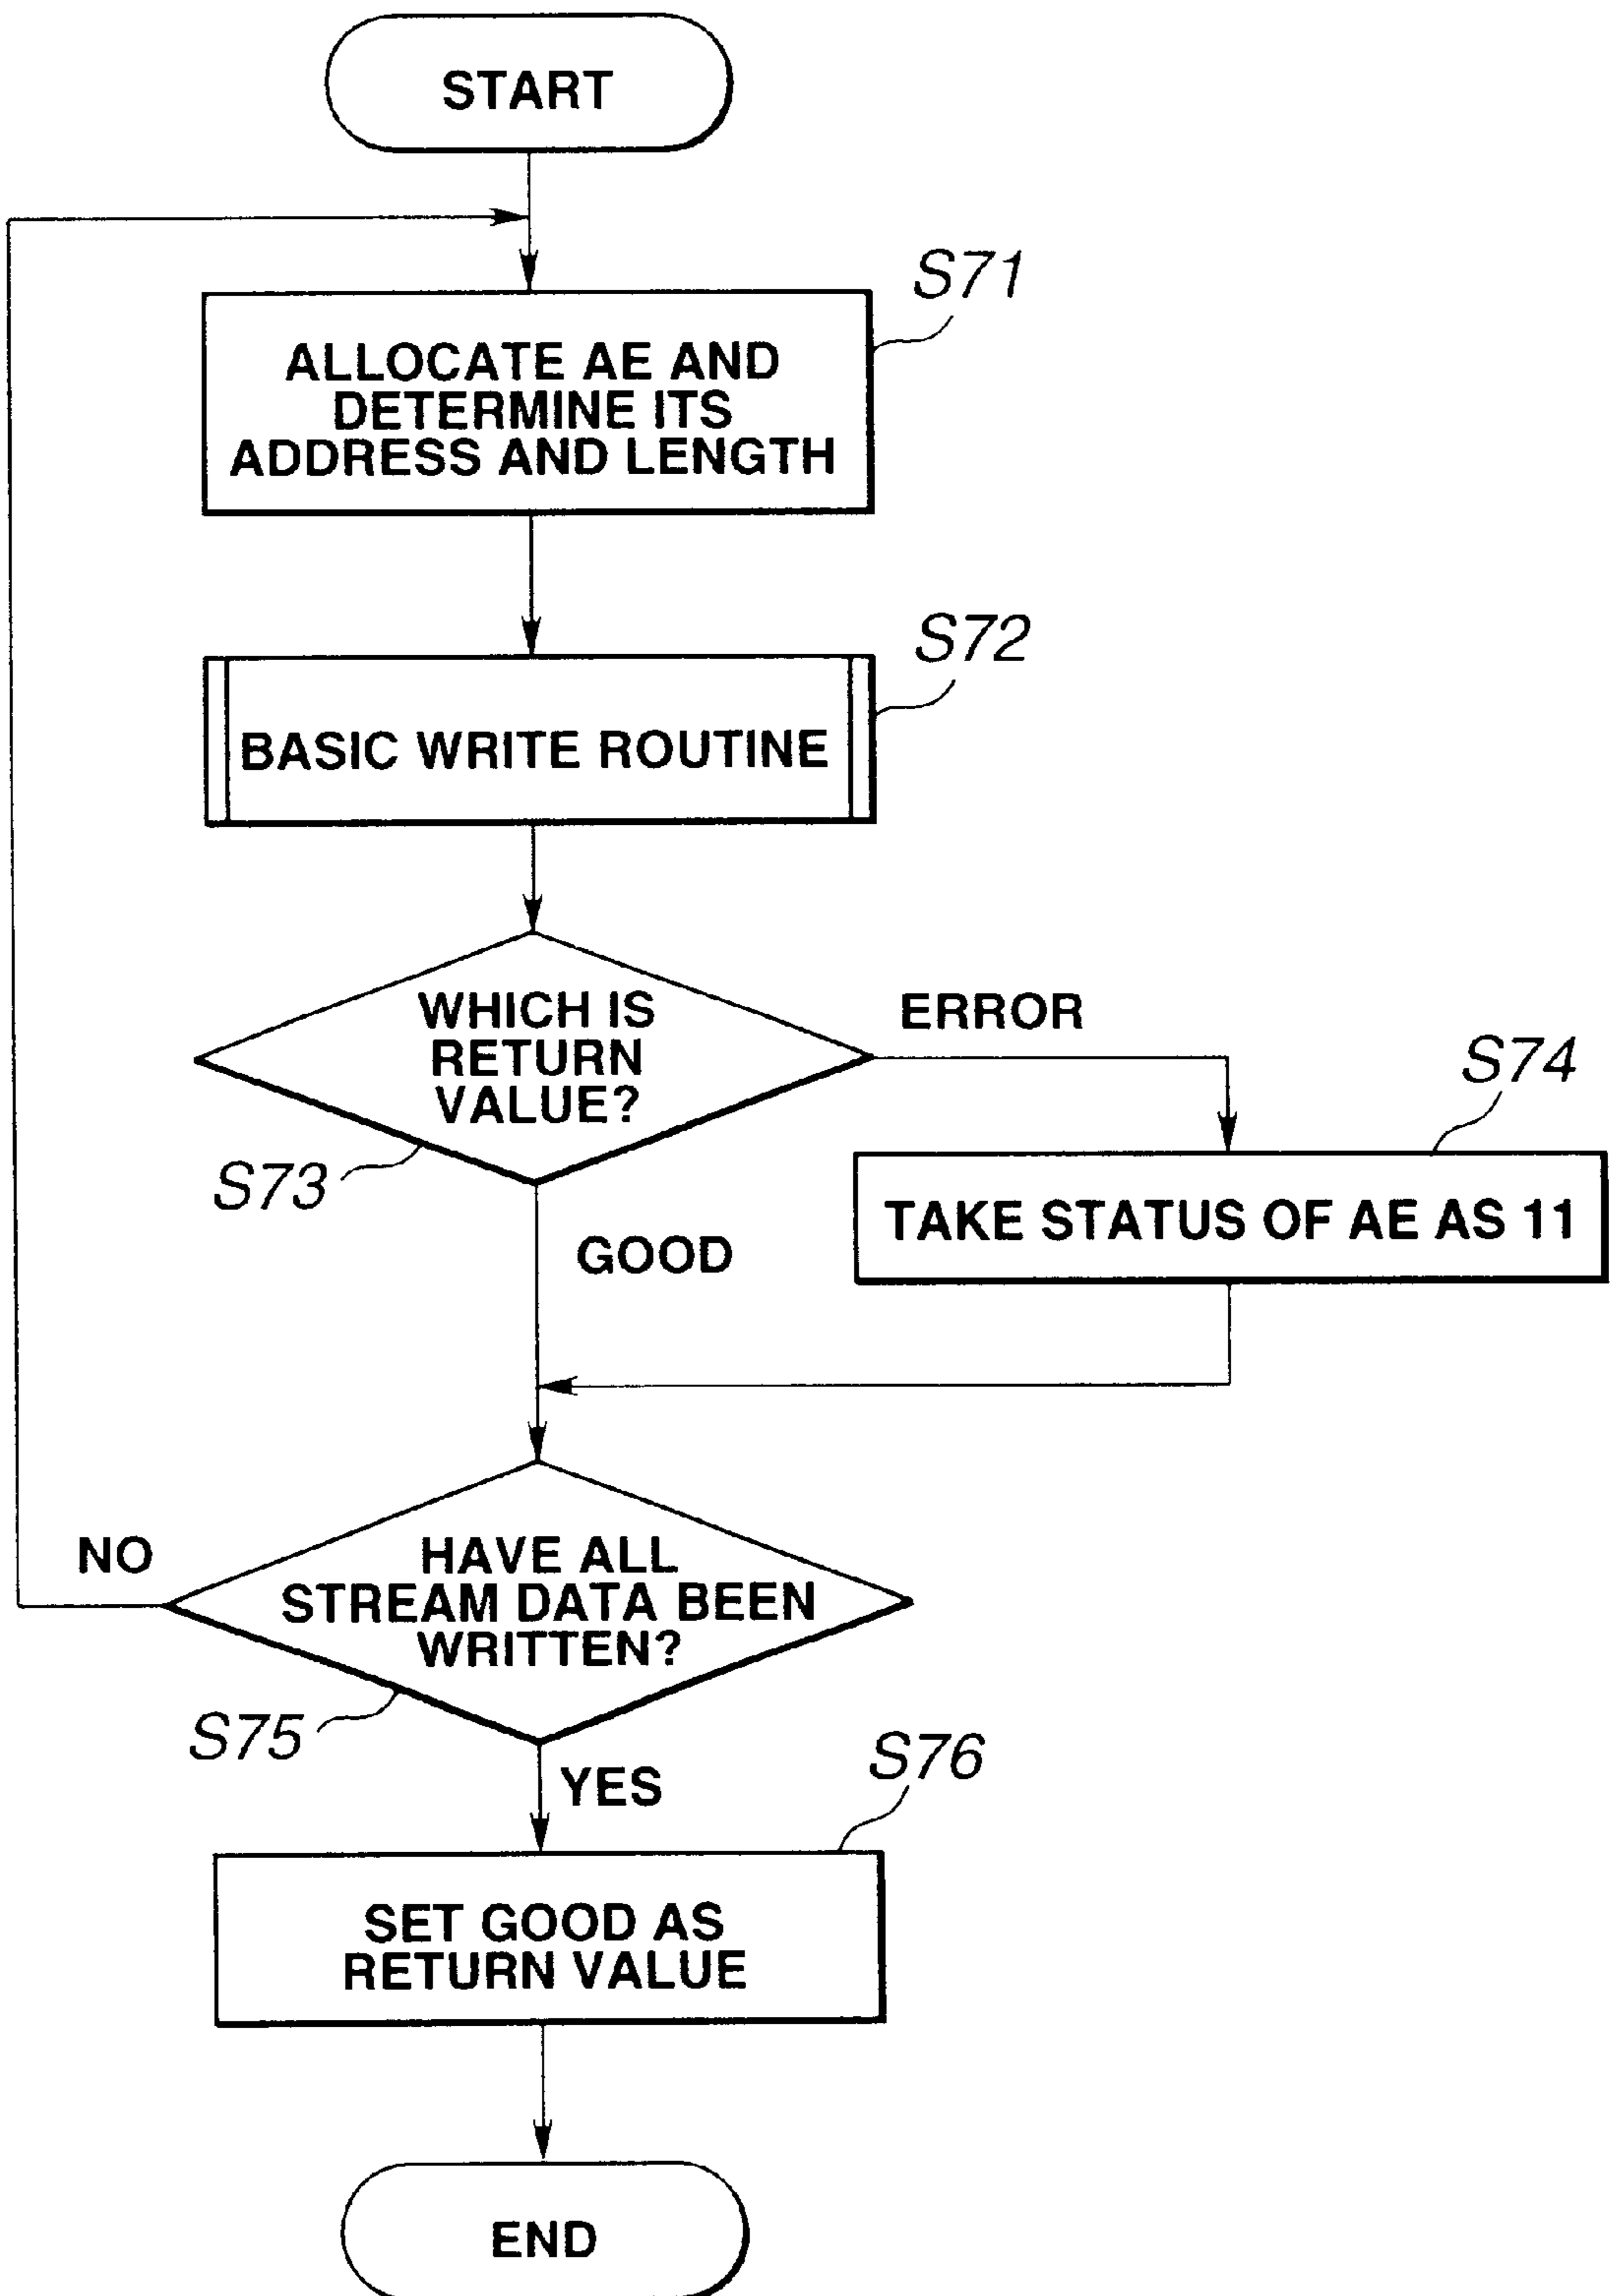 START
S71
ALLOCATE AE AND
DETERMINE ITS
ADDRESS AND LENGTH
S72
BASIC WRITE ROUTINE
WHICH IS
RETURN
VALUE?
ERROR
S73
S74
TAKE STATUS OF AE AS 11
GOOD
NO
HAVE ALL
STREAM DATA BEEN
WRITTEN?
S75
YES
S76
SET GOOD AS
RETURN VALUE
END